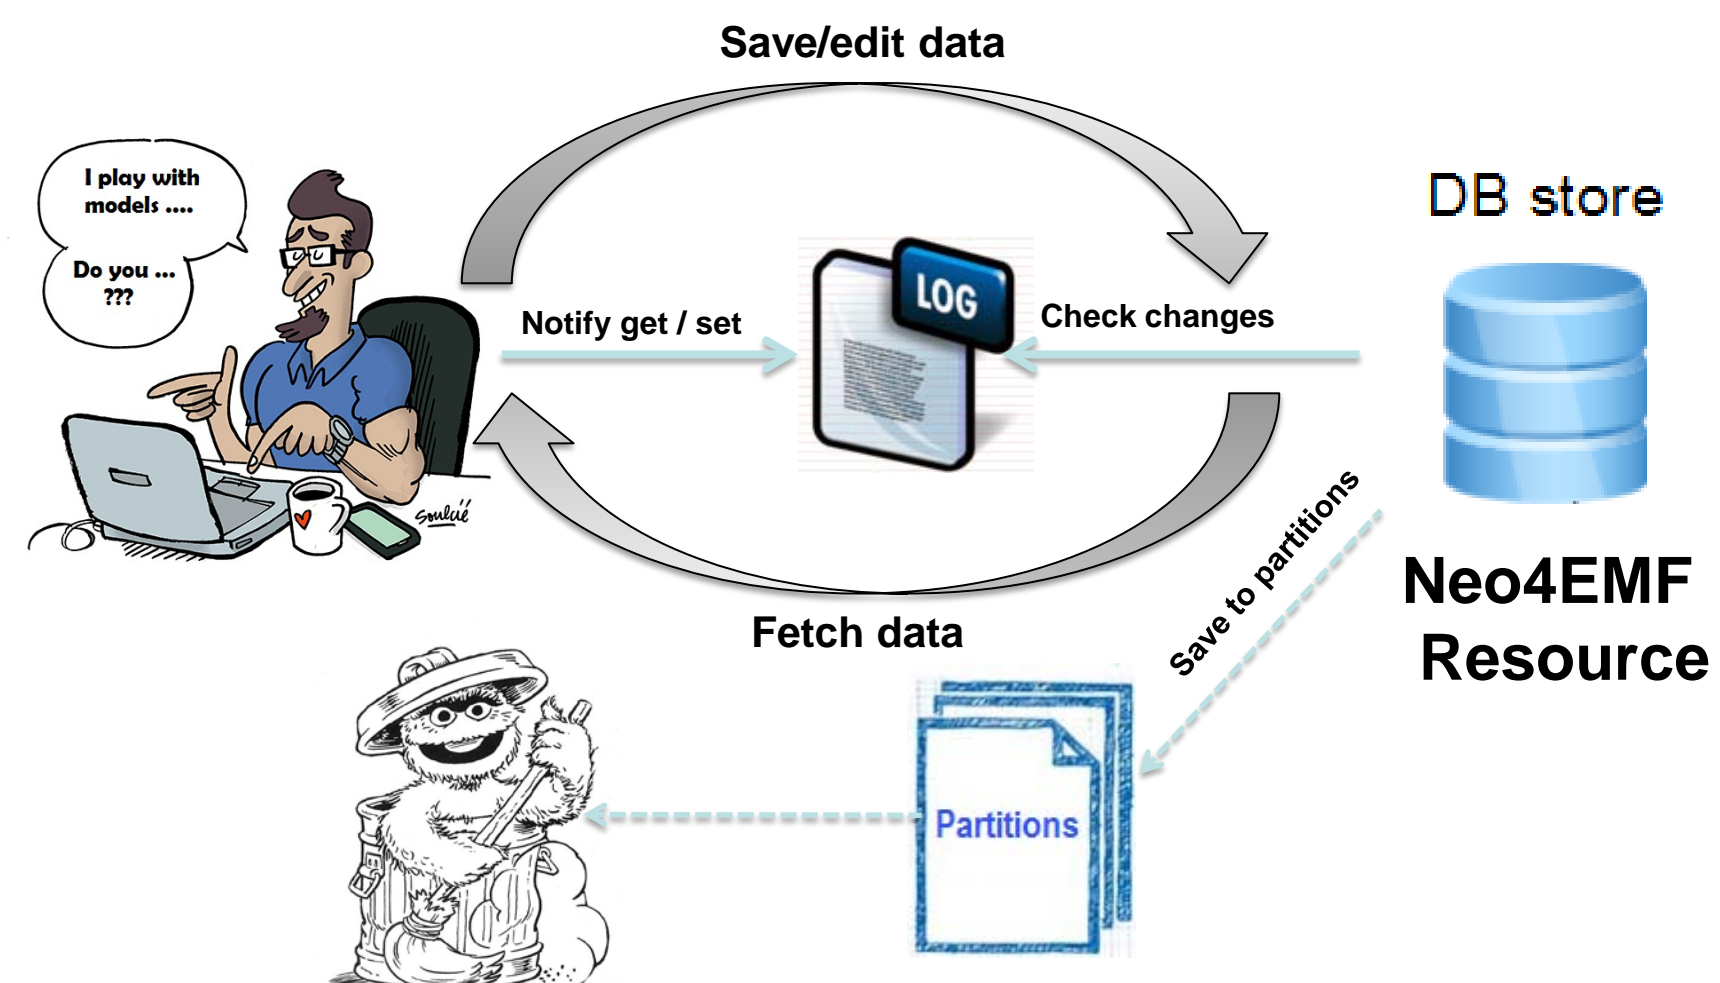 Save/edit data
I play with
models ....
Do you ...
???
DB store
LOG
Notify get / set
Check changes
Soulcié
Save to partitions
Neo4EMF
Resource
Fetch data
Partitions